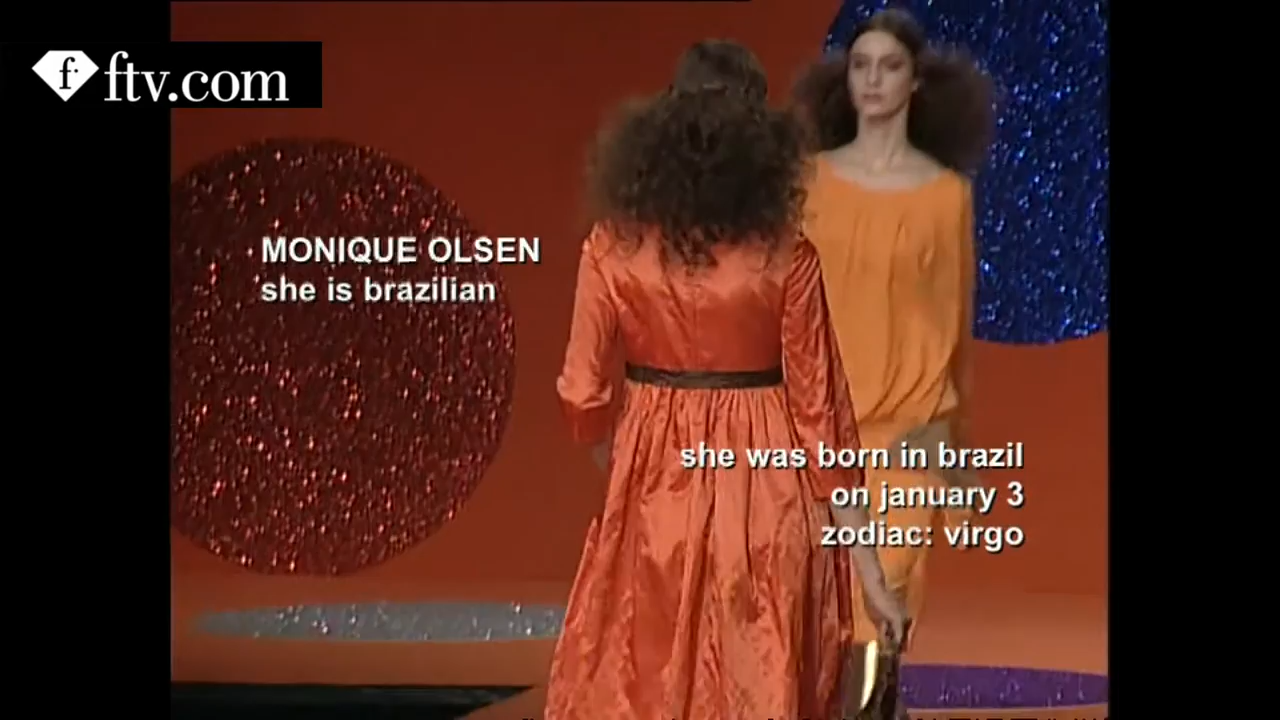 ftv.com
MONIQUE OLSEN
she is brazilian
she was born in brazil
on january 3
zodiac: virgo